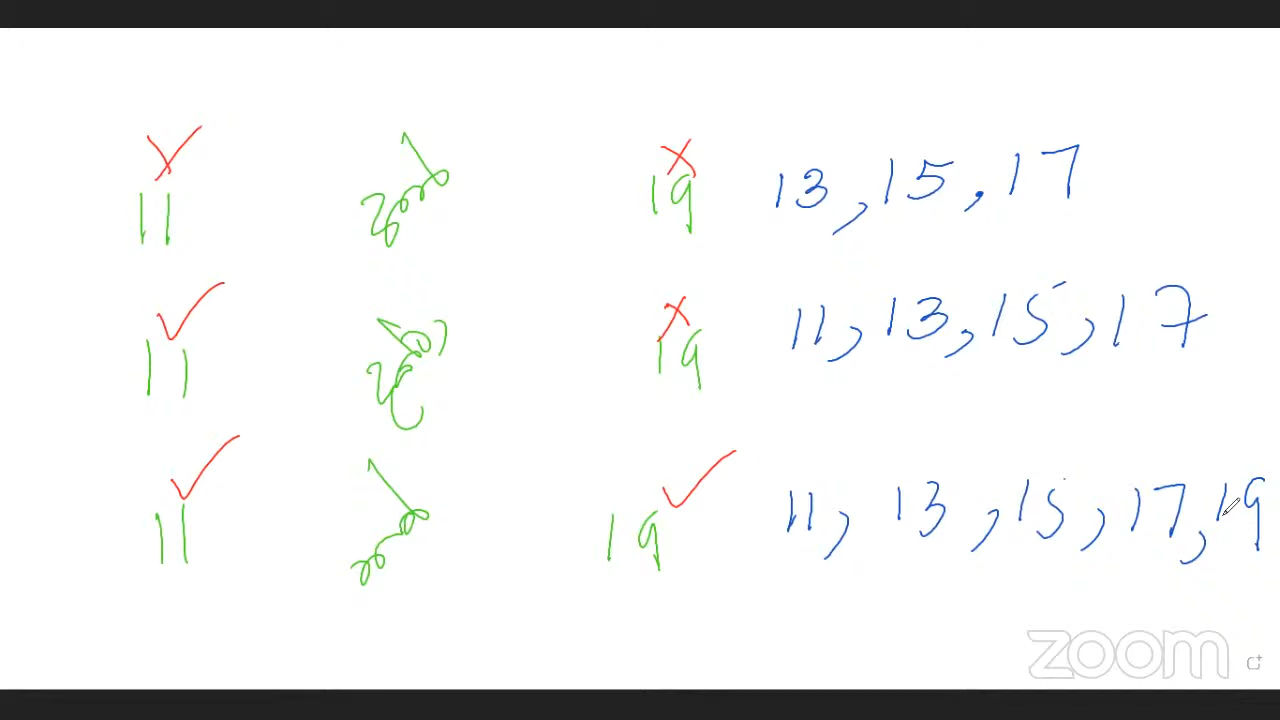 11 19 13, 15, 17
11 19 11, 13, 15, 17
11 19 11, 13, 15, 17, 19
zoom